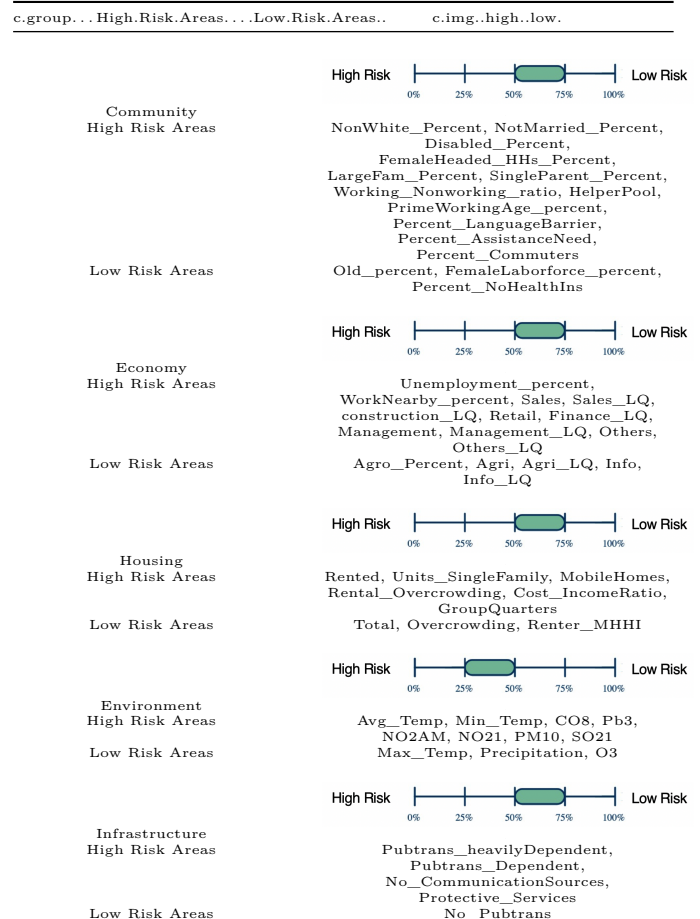 c.group...High.Risk.Areas....Low.Risk.Areas.. c.img..high..low.
High Risk Low Risk
0% 25% 50% 75% 100%
Community
High Risk Areas NonWhite_Percent, NotMarried_Percent,
Disabled_Percent,
FemaleHeaded_HHs_Percent,
LargeFam_Percent, SingleParent_Percent,
Working_Nonworking_ratio, HelperPool,
PrimeWorkingAge_percent,
Percent_LanguageBarrier,
Percent_AssistanceNeed,
Percent_Commuters
Low Risk Areas Old_percent, FemaleLaborforce_percent,
Percent_NoHealthIns
High Risk Low Risk
0% 25% 50% 75% 100%
Economy
High Risk Areas Unemployment_percent,
WorkNearby_percent, Sales, Sales_LQ,
construction_LQ, Retail, Finance_LQ,
Management, Management_LQ, Others,
Others_LQ
Low Risk Areas Agro_Percent, Agri, Agri_LQ, Info,
Info_LQ
High Risk Low Risk
0% 25% 50% 75% 100%
Housing
High Risk Areas Rented, Units_SingleFamily, MobileHomes,
Rental_Overcrowding, Cost_IncomeRatio,
GroupQuarters
Low Risk Areas Total, Overcrowding, Renter_MHHI
High Risk Low Risk
0% 25% 50% 75% 100%
Environment
High Risk Areas Avg_Temp, Min_Temp, CO8, Pb3,
NO2AM, NO21, PM10, SO21
Low Risk Areas Max_Temp, Precipitation, O3
High Risk Low Risk
0% 25% 50% 75% 100%
Infrastructure
High Risk Areas Pubtrans_heavilyDependent,
Pubtrans_Dependent,
No_CommunicationSources,
Protective_Services
Low Risk Areas No_Pubtrans